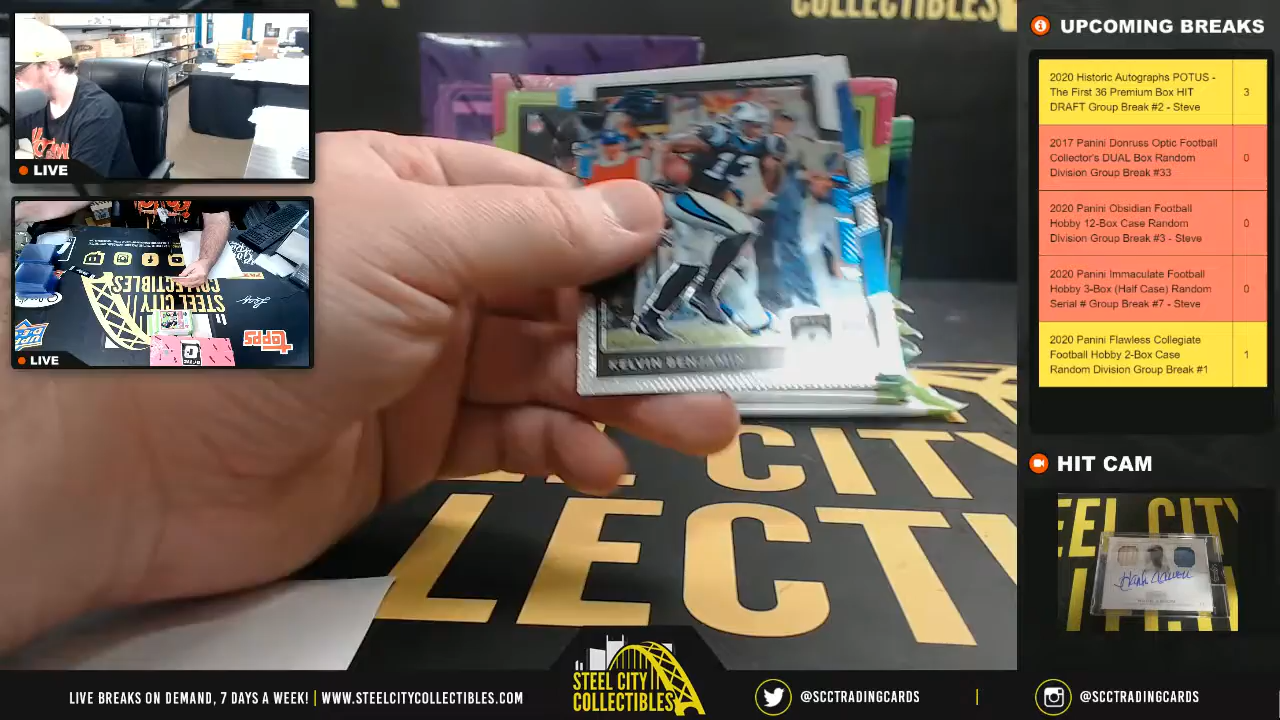 COLLECTIBLES
UPCOMING BREAKS
2020 Historic Autographs POTUS -
The First 36 Premium Box HIT
DRAFT Group Break #2 - Steve
3
2017 Panini Donruss Optic Football
Collector's DUAL Box Random
Division Group Break #33
0
2020 Panini Obsidian Football
Hobby 12-Box Case Random
Division Group Break #3 - Steve
0
2020 Panini Immaculate Football
Hobby 3-Box (Half Case) Random
Serial # Group Break #7 - Steve
0
2020 Panini Flawless Collegiate
Football Hobby 2-Box Case
Random Division Group Break #1
1
LIVE
STEEL CITY
COLLECTIBLES
topps
LIVE
KELVIN BENJAMIN
EL CITY
LECTI
HIT CAM
EEL CITY
LIVE BREAKS ON DEMAND, 7 DAYS A WEEK! | WWW.STEELCITYCOLLECTIBLES.COM
STEEL CITY
COLLECTIBLES
@SCCTRADINGCARDS
|
@SCCTRADINGCARDS